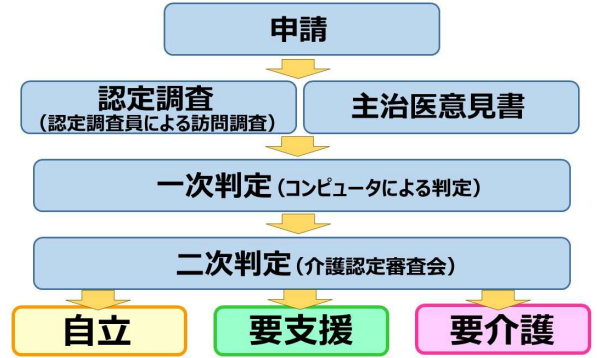 申請
認定調査
（認定調査員による訪問調査）
主治医意見書
一次判定（コンピュータによる判定）
二次判定（介護認定審査会）
自立
要支援
要介護